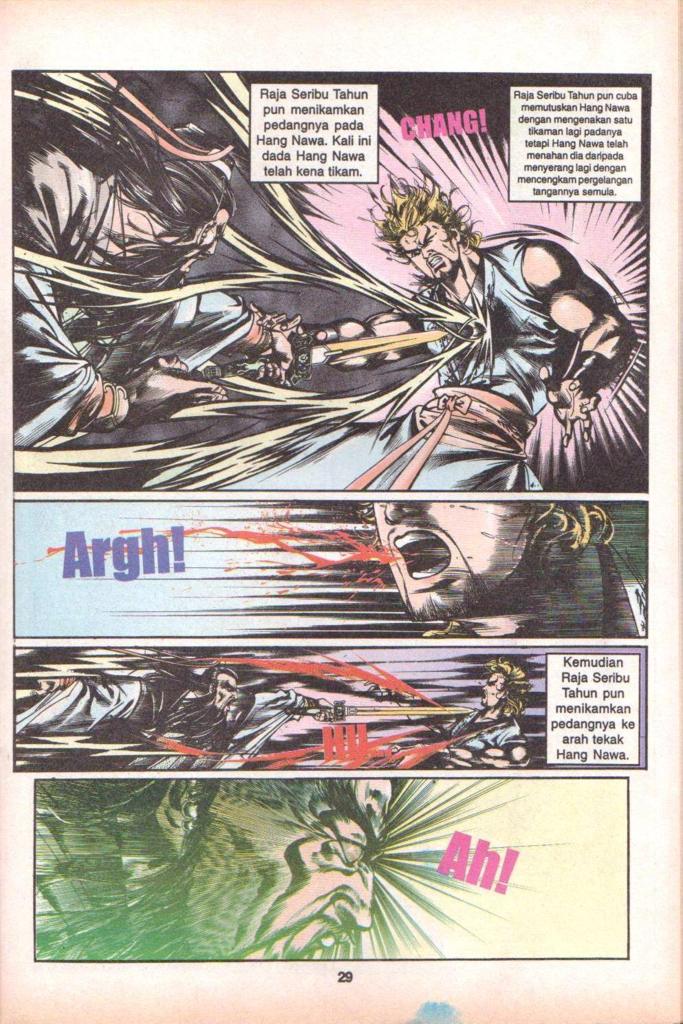 Raja Seribu Tahun
pun menikamkan
pedangnya pada
Hang Nawa. Kali ini
dada Hang Nawa
telah kena tikam.
CHANG!
Raja Seribu Tahun pun cuba
memutuskan Hang Nawa
dengan mengenakan satu
tikaman lagi padanya
tetapi Hang Nawa telah
menahan dia daripada
menyerang lagi dengan
mencengkam pergelangan
tangannya semula.
Argh!
Kemudian
Raja Seribu
Tahun pun
menikamkan
pedangnya ke
arah tekak
Hang Nawa.
Ah!
29